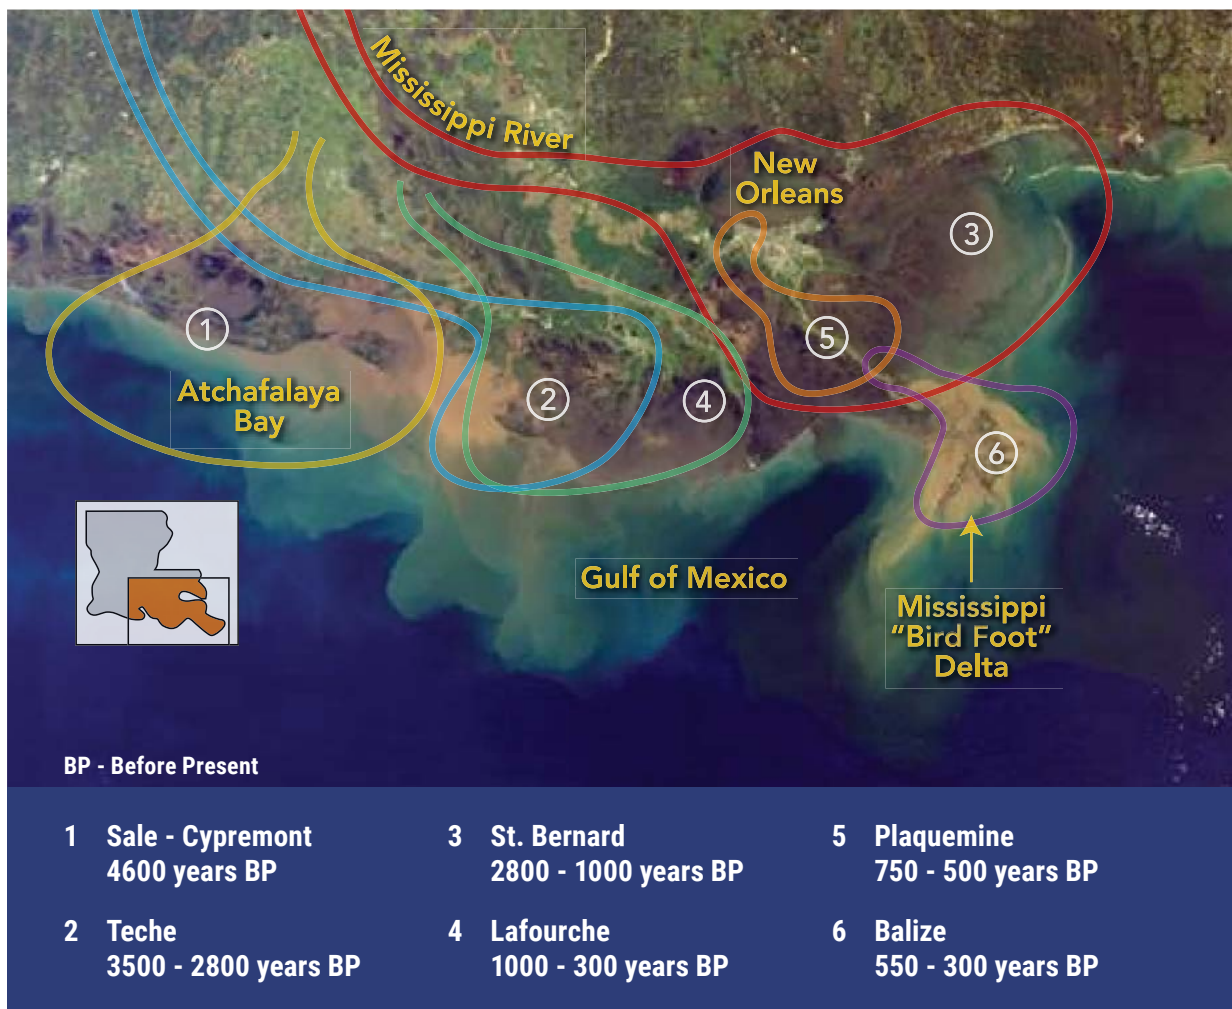 Mississippi River
New
Orleans
3
1
5
Atchafalaya
Bay
2
4
6
Gulf of Mexico
Mississippi
“Bird Foot”
Delta
BP - Before Present
1 Sale - Cypremont
4600 years BP
2 Teche
3500 - 2800 years BP
3 St. Bernard
2800 - 1000 years BP
4 Lafourche
1000 - 300 years BP
5 Plaquemine
750 - 500 years BP
6 Balize
550 - 300 years BP